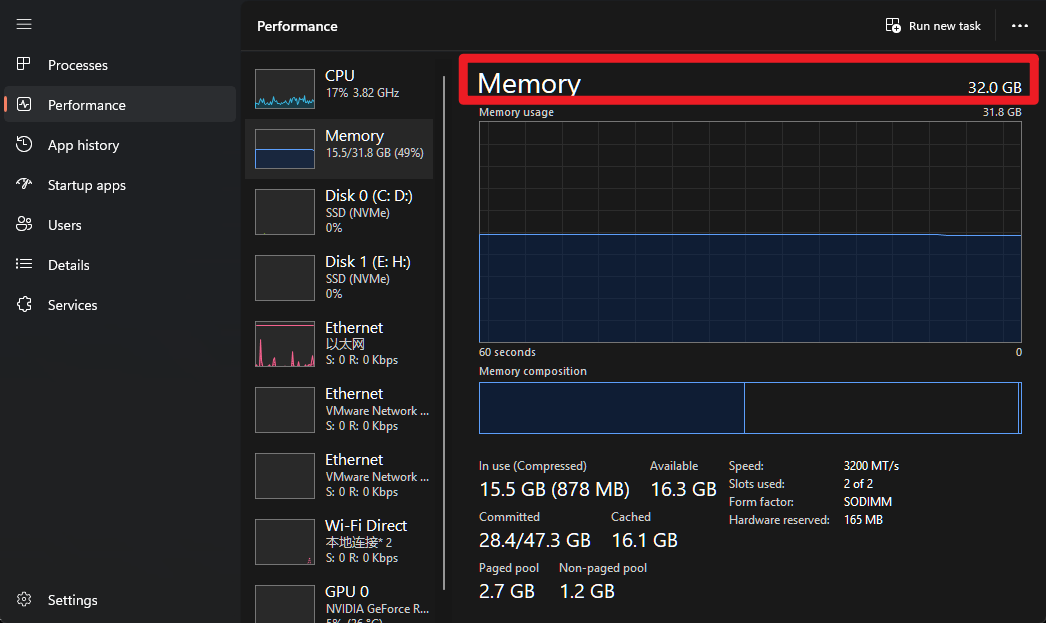 Performance
Run new task
Processes
Performance
App history
Startup apps
Users
Details
Services
Settings
CPU
17% 3.82 GHz
Memory
15.5/31.8 GB (49%)
Disk 0 (C: D:)
SSD (NVMe)
0%
Disk 1 (E: H:)
SSD (NVMe)
0%
Ethernet
以太网
S: 0 R: 0 Kbps
Ethernet
VMware Network ...
S: 0 R: 0 Kbps
Ethernet
VMware Network ...
S: 0 R: 0 Kbps
Wi-Fi Direct
本地连接* 2
S: 0 R: 0 Kbps
GPU 0
NVIDIA GeForce R...
5% (36 °C)
Memory 32.0 GB
Memory usage 31.8 GB
60 seconds 0
Memory composition
In use (Compressed) Available
15.5 GB (878 MB) 16.3 GB
Committed Cached
28.4/47.3 GB 16.1 GB
Paged pool Non-paged pool
2.7 GB 1.2 GB
Speed: 3200 MT/s
Slots used: 2 of 2
Form factor: SODIMM
Hardware reserved: 165 MB